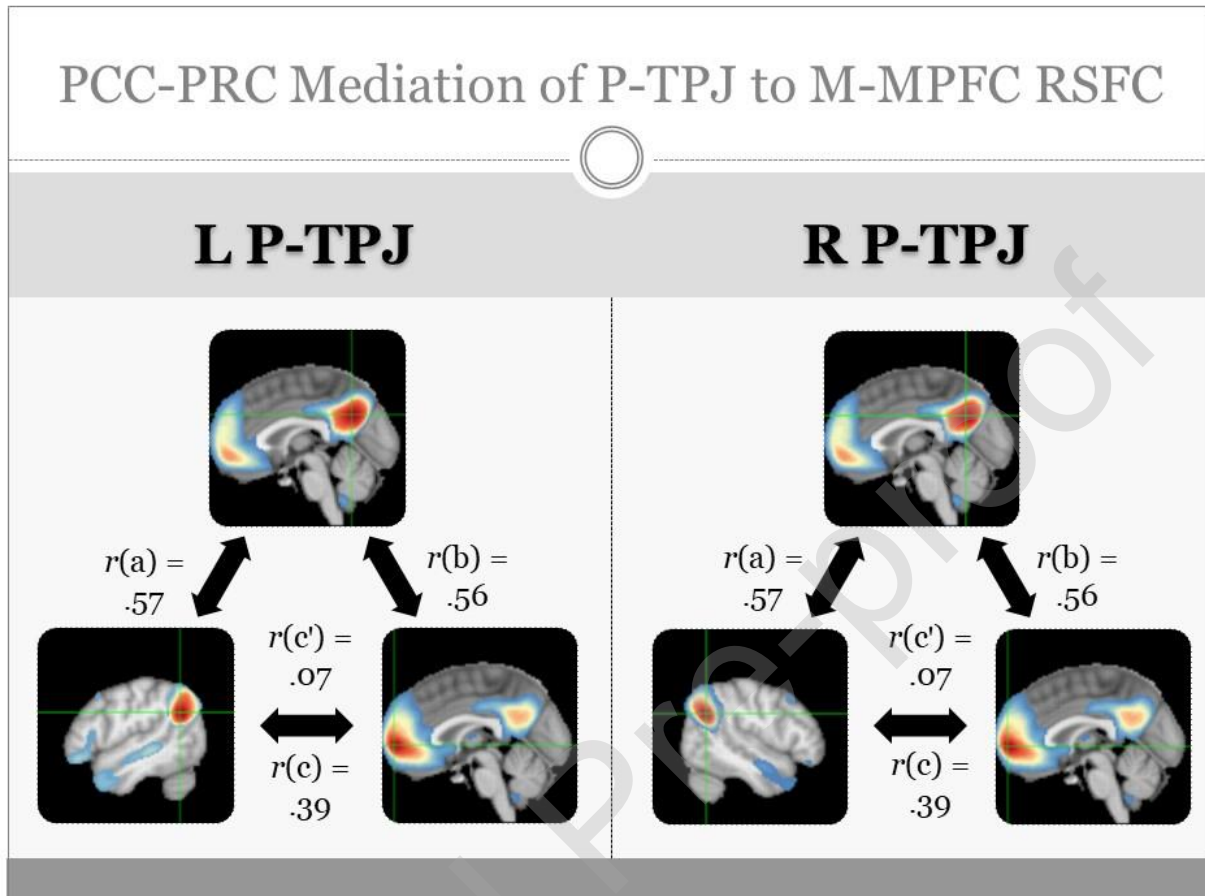 PCC-PRC Mediation of P-TPJ to M-MPFC RSFC
L P-TPJ
R P-TPJ
r(a) =
.57
r(b) =
.56
r(c') =
.07
r(c) =
.39
r(a) =
.57
r(b) =
.56
r(c') =
.07
r(c) =
.39
Pre-proof